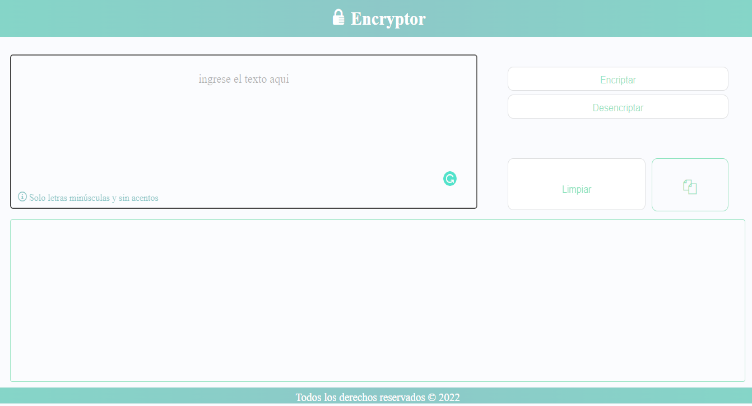 Encryptor
ingrese el texto aqui
Solo letras minúsculas y sin acentos
Encriptar
Desencriptar
Limpiar
Todos los derechos reservados © 2022